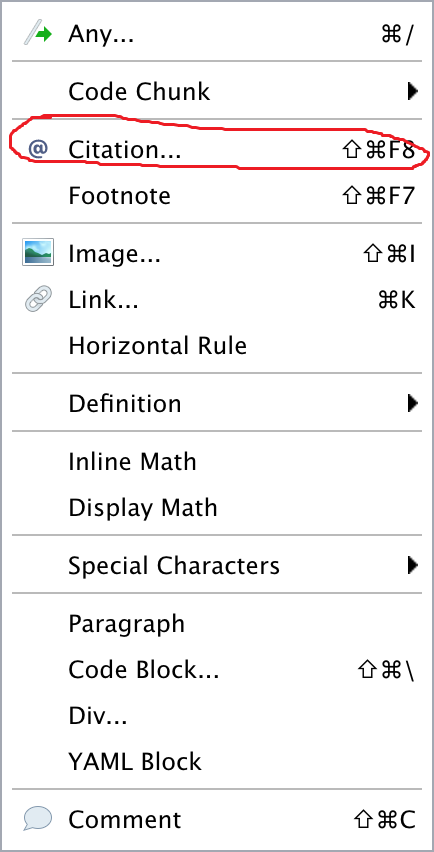 Any... ⌘/
Code Chunk
@ Citation... ⇧⌘F8
Footnote ⇧⌘F7
Image... ⇧⌘I
Link... ⌘K
Horizontal Rule
Definition
Inline Math
Display Math
Special Characters
Paragraph
Code Block... ⇧⌘\
Div...
YAML Block
Comment ⇧⌘C